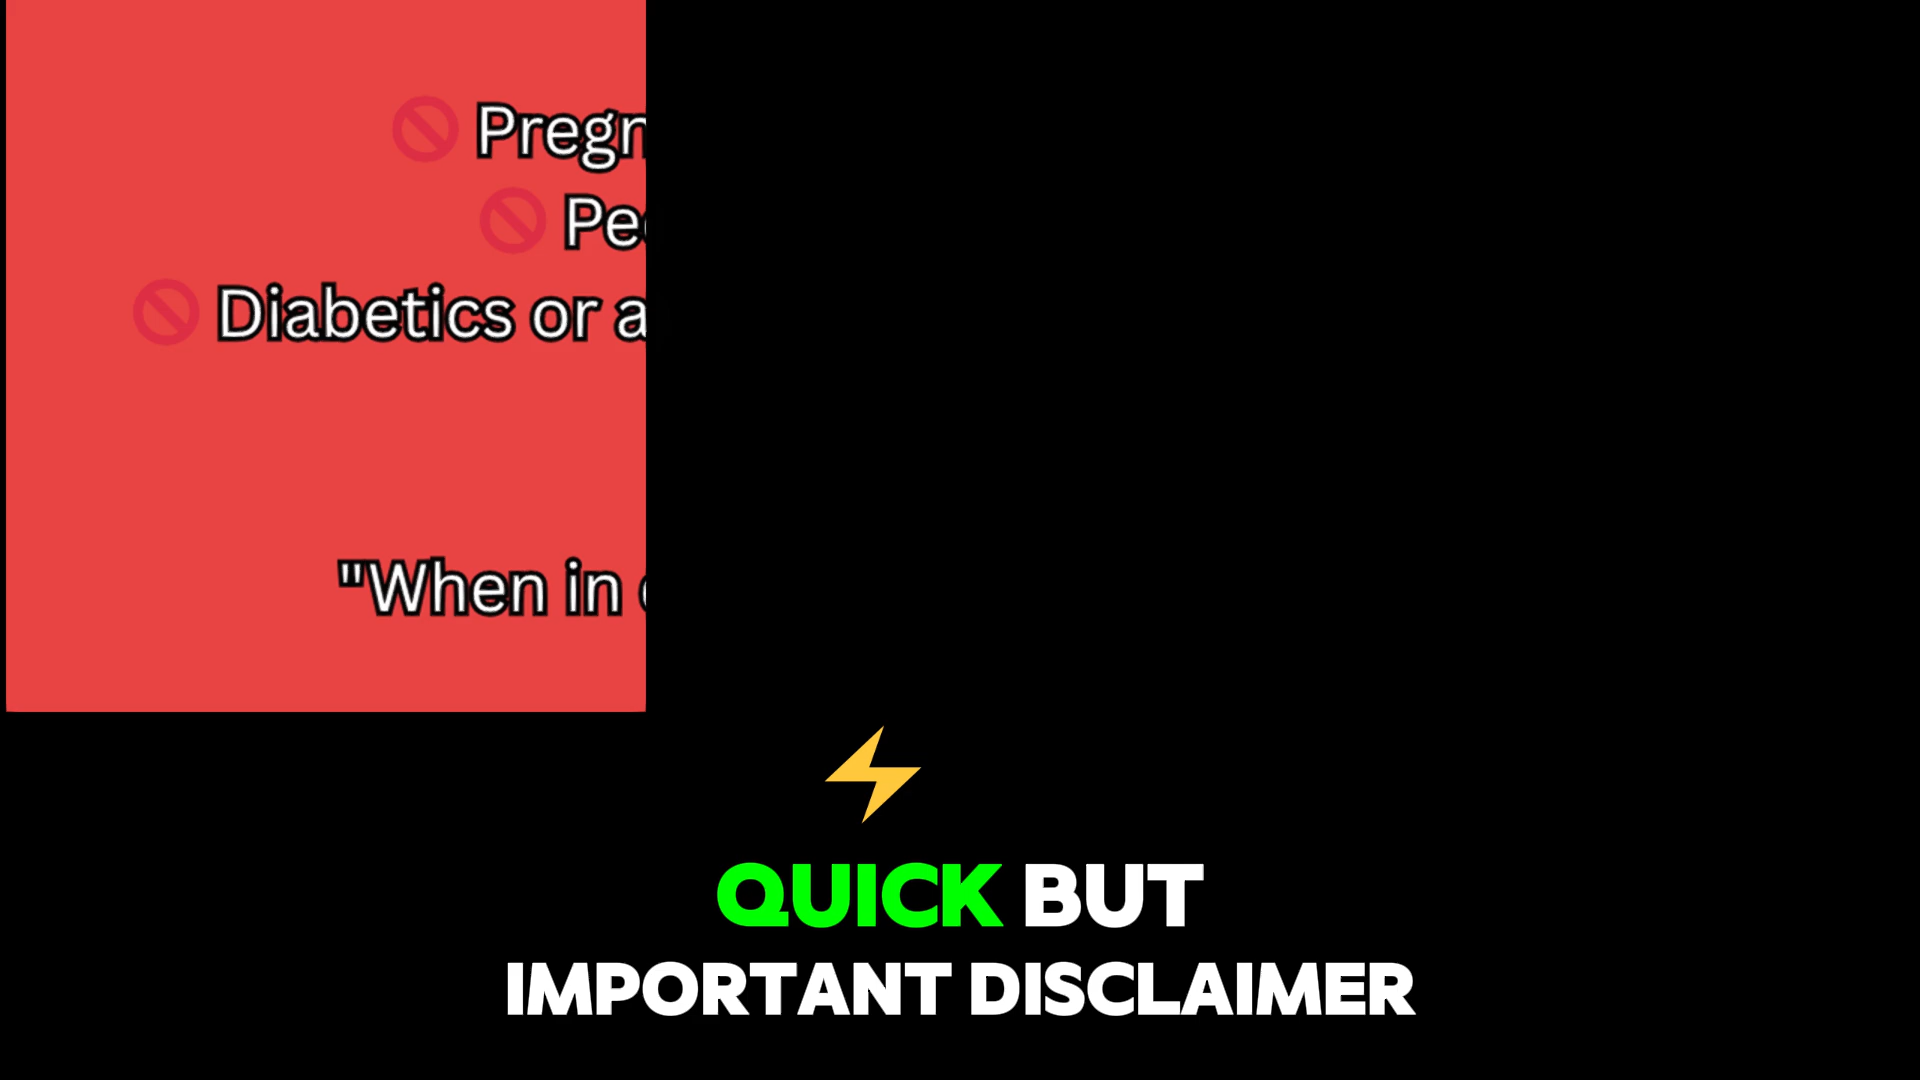 Pregn
Pe
Diabetics or a
"When in
QUICK BUT
IMPORTANT DISCLAIMER